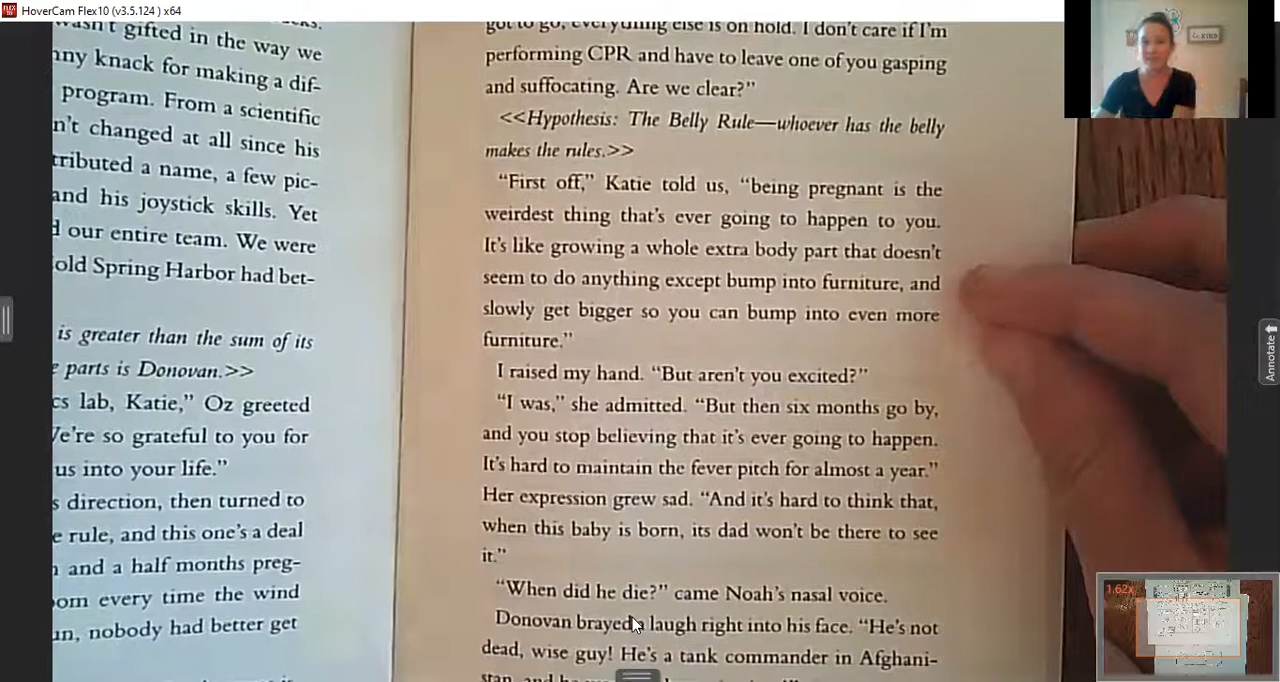 HoverCam Flex10 (v3.5.124 ) x64
wasn't gifted in the way we
knack for making a dif-
program. From a scientific
n't changed at all since his
tributed a name, a few pic-
and his joystick skills. Yet
our entire team. We were
old Spring Harbor had bet-
is greater than the sum of its
parts is Donovan.>>
cs lab, Katie,” Oz greeted
We're so grateful to you for
us into your life.”
s direction, then turned to
e rule, and this one's a deal
and a half months preg-
om every time the wind
nobody had better get
got to go, everything else is on hold. I don't care if I'm
performing CPR and have to leave one of you gasping
and suffocating. Are we clear?”
<<Hypothesis: The Belly Rule—whoever has the belly
makes the rules.>>
“First off,” Katie told us, “being pregnant is the
weirdest thing that's ever going to happen to you.
It's like growing a whole extra body part that doesn't
seem to do anything except bump into furniture, and
slowly get bigger so you can bump into even more
furniture.”
I raised my hand. “But aren't you excited?”
“I was,” she admitted. “But then six months go by,
and you stop believing that it's ever going to happen.
It's hard to maintain the fever pitch for almost a year.”
Her expression grew sad. “And it's hard to think that,
when this baby is born, its dad won't be there to see
it.”
“When did he die?” came Noah's nasal voice.
Donovan brayed a laugh right into his face. “He's not
dead, wise guy! He's a tank commander in Afghani-
Annotate
1.62x